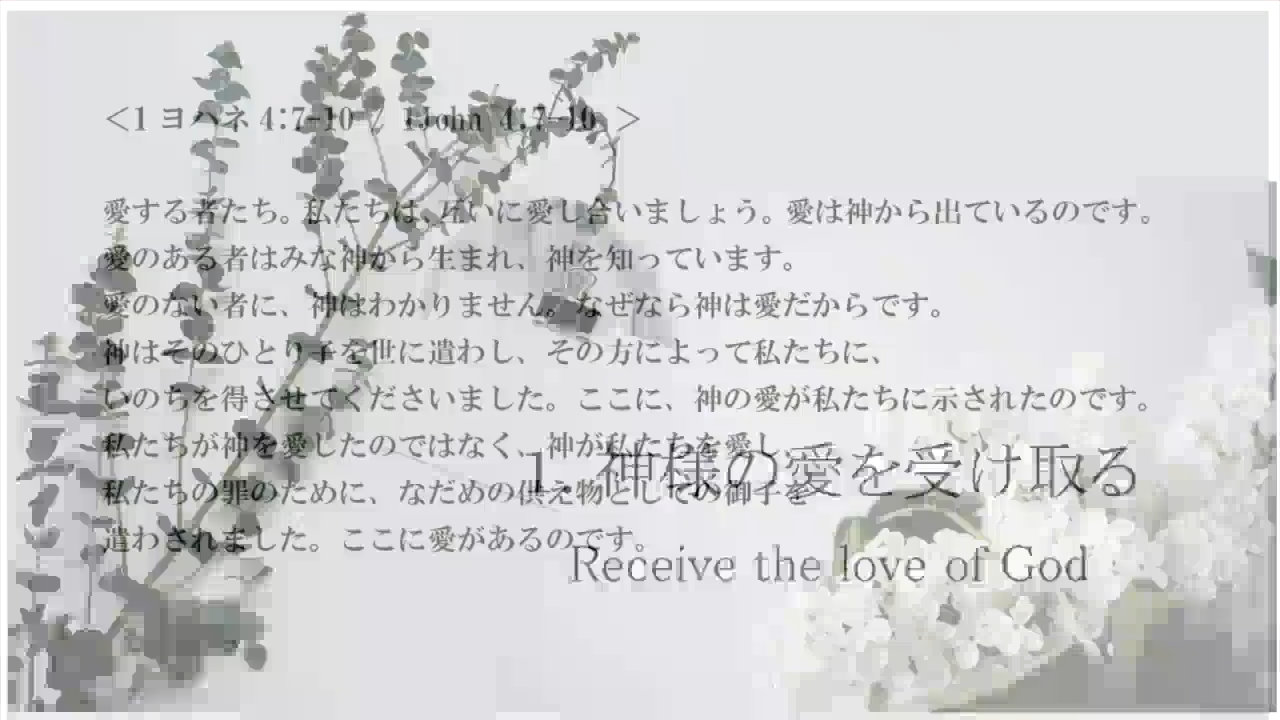 <1 ヨハネ 4:7-10 / 1John 4:7-10 >
愛する者たち。私たちは、互いに愛し合いましょう。愛は神から出ているのです。
愛のある者はみな神から生まれ、神を知っています。
愛のない者に、神はわかりません。なぜなら神は愛だからです。
神はそのひとり子を世に遣わし、その方によって私たちに、
いのちを得させてくださいました。ここに、神の愛が私たちに示されたのです。
私たちが神を愛したのではなく、神が私たちを愛し、
私たちの罪のために、なだめの供え物としての御子を
遣わされました。ここに愛があるのです。
1. 神様の愛を受け取る
Receive the love of God